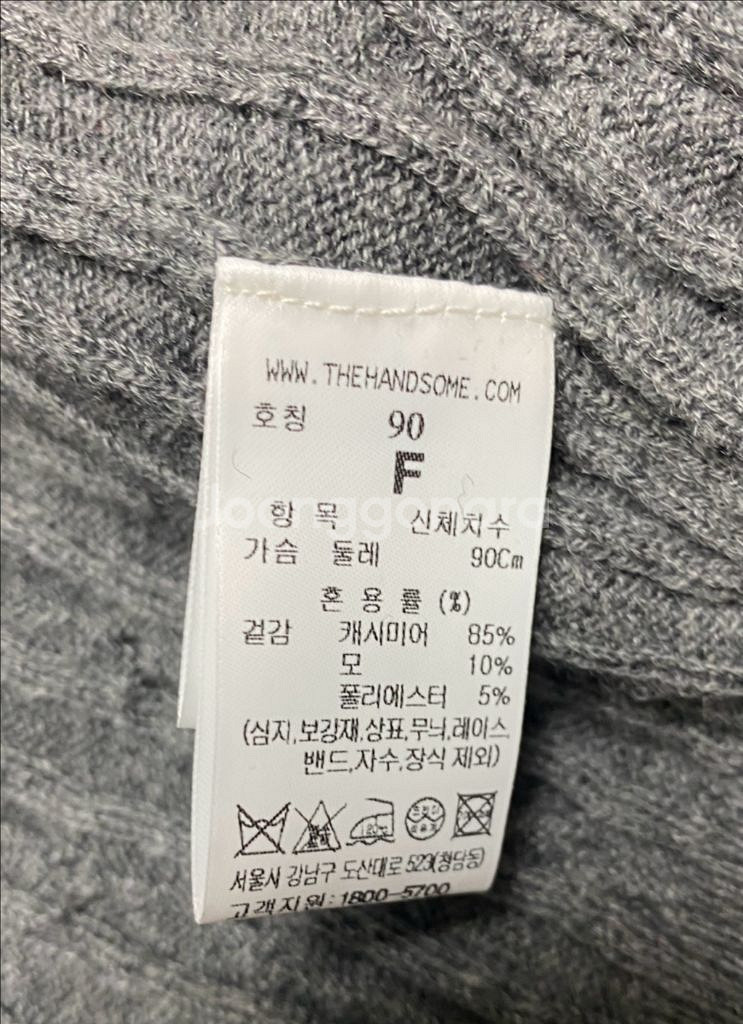 WWW.THEHANDSOME.COM
호칭 90
F
항 목 신체치수
가슴 둘레 90Cm
혼 용 률 (%)
겉감 캐시미어 85%
모 10%
폴리에스터 5%
(심지,보강재,상표,무늬,레이스
밴드,자수,장식 제외)
서울시 강남구 도산대로 523(청담동)
고객지원:1800-5700